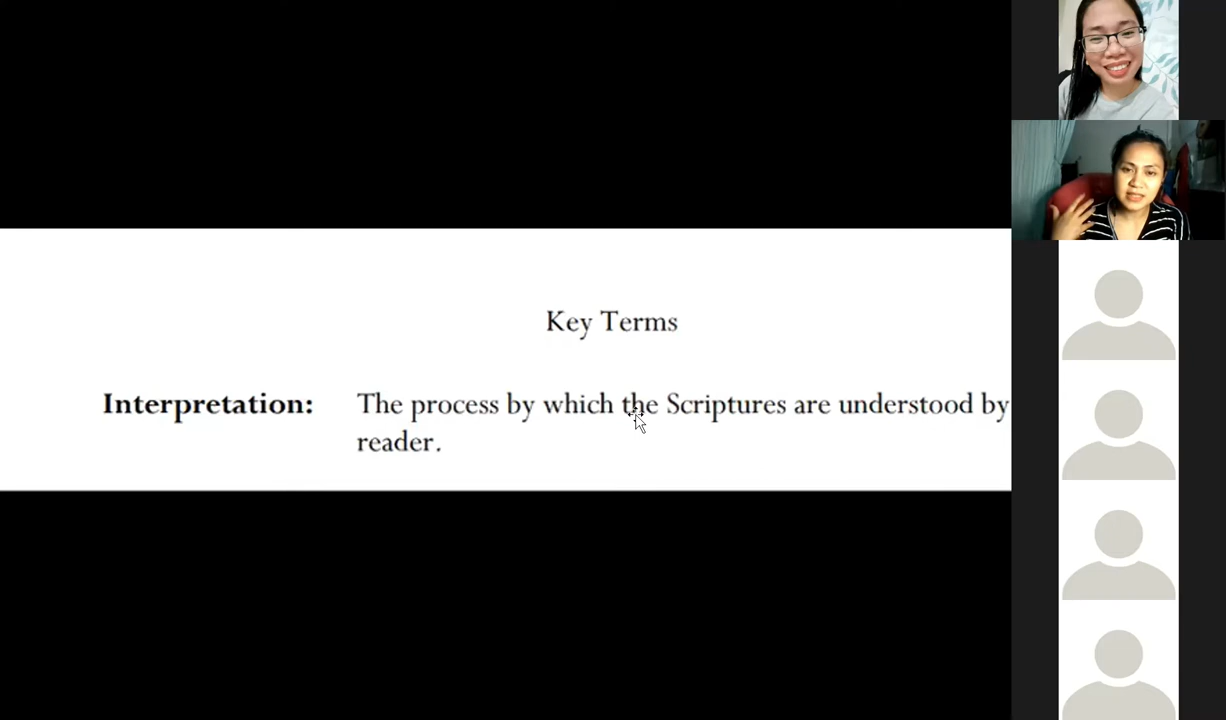 Key Terms
Interpretation: The process by which the Scriptures are understood by
reader.